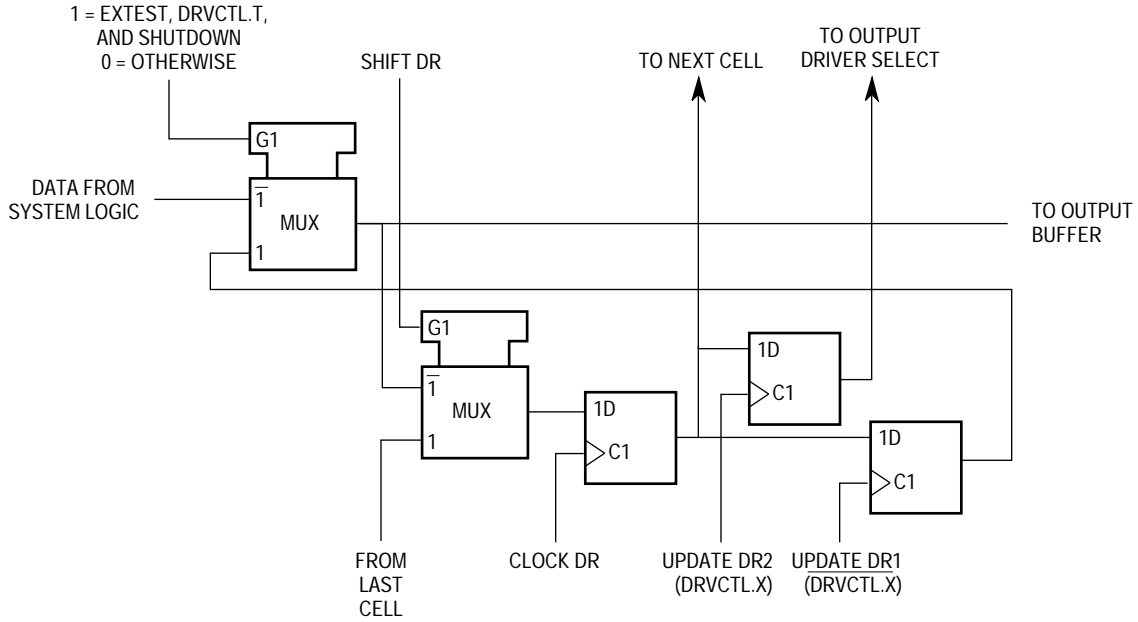 1 = EXTEST, DRVCTL.T,
AND SHUTDOWN
0 = OTHERWISE
SHIFT DR
TO NEXT CELL
TO OUTPUT
DRIVER SELECT
G1
DATA FROM
SYSTEM LOGIC
1̅
MUX
1
TO OUTPUT
BUFFER
G1
1̅
MUX
1
1D
C1
1D
C1
1D
C1
FROM
LAST
CELL
CLOCK DR
UPDATE DR2
(DRVCTL.X)
UPDATE DR1
(D̅R̅V̅C̅T̅L̅.̅X̅)